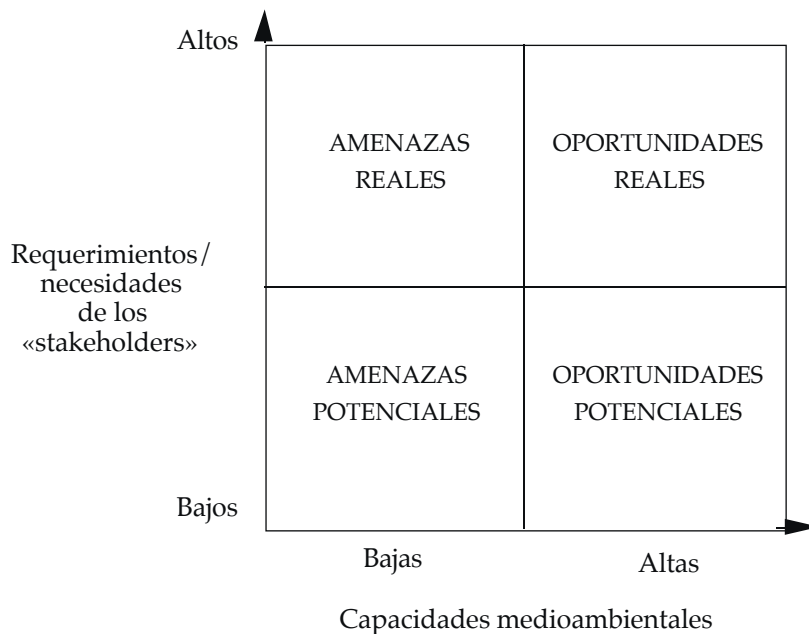 Altos
AMENAZAS
REALES
OPORTUNIDADES
REALES
Requerimientos/
necesidades
de los
«stakeholders»
AMENAZAS
POTENCIALES
OPORTUNIDADES
POTENCIALES
Bajos
Bajas
Altas
Capacidades medioambientales